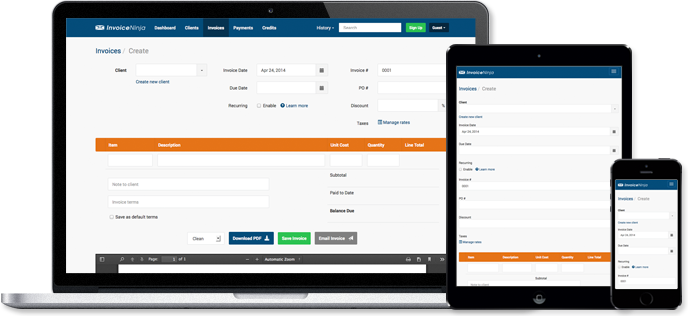 InvoiceNinja Dashboard Clients Invoices Payments Credits History Search Sign Up Guest
Invoices / Create
Client Invoice Date Apr 24, 2014 Invoice # 0001
Create new client
Due Date PO #
Recurring Enable Learn more Discount %
Taxes Manage rates
Item Description Unit Cost Quantity Line Total
Subtotal
Note to client
Paid to Date
Invoice terms
Save as default terms Balance Due
Clean Download PDF Save Invoice Email Invoice
Page: 1 of 1 Automatic Zoom
InvoiceNinja
Invoices / Create
Client
Create new client
Invoice Date
Apr 24, 2014
Due Date
Recurring
Enable Learn more
Invoice #
0001
PO #
Discount
Taxes
Manage rates
Item Description Unit Cost Quantity Line Total
Subtotal
Note to client
InvoiceNinja
Invoices / Create
Client
Create new client
Invoice Date
Apr 24, 2014
Due Date
Recurring
Enable Learn more
Invoice #
0001